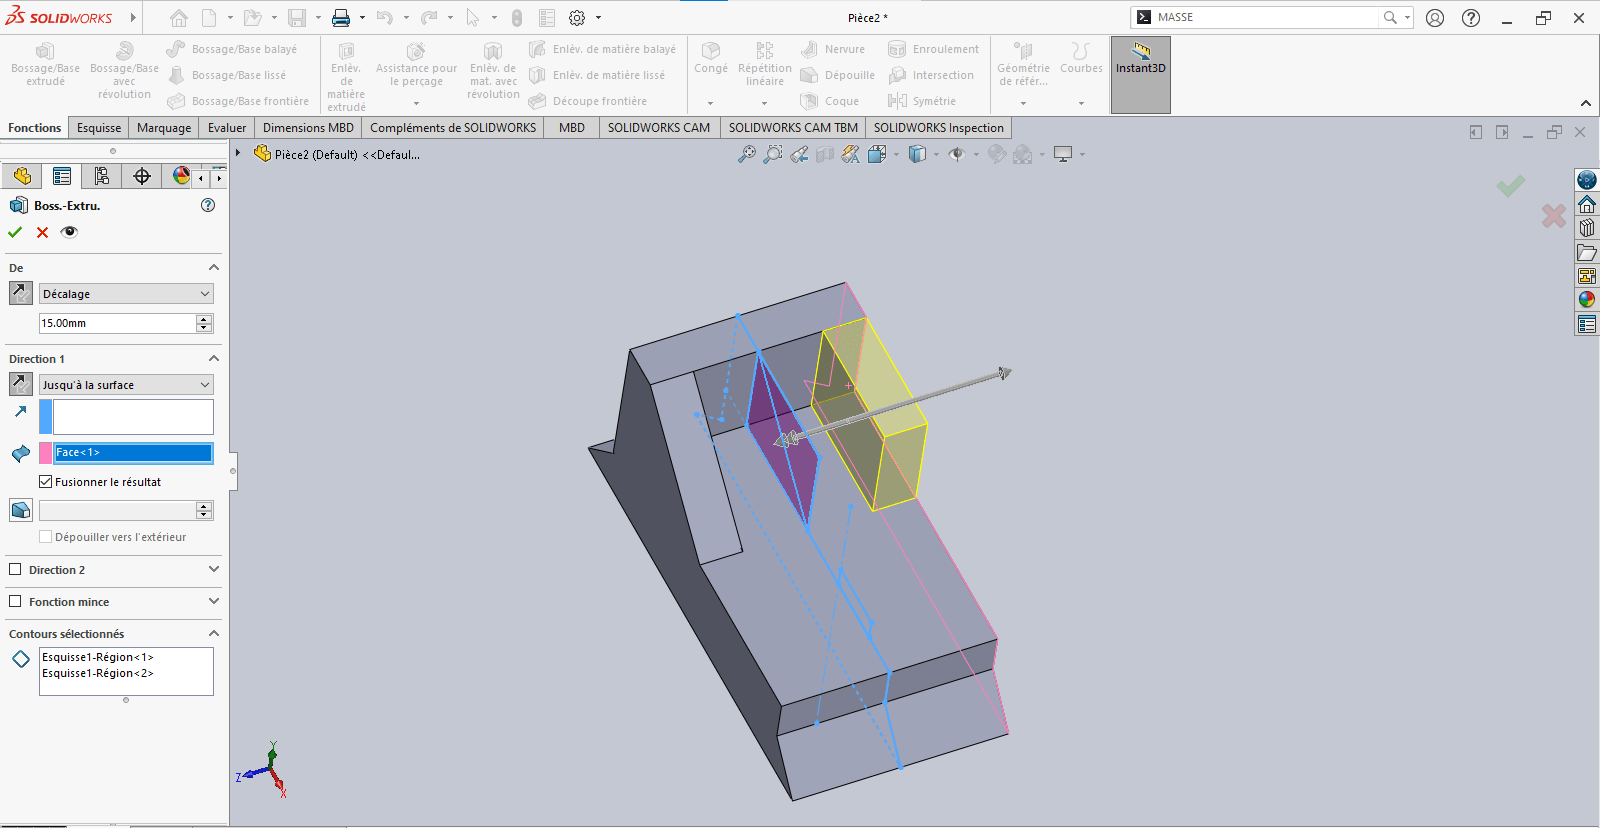 SOLIDWORKS
Pièce2 *
MASSE
Bossage/Base extrudé
Bossage/Base avec révolution
Bossage/Base balayé
Bossage/Base lissé
Bossage/Base frontière
Enlèv. de matière extrudé
Assistance pour le perçage
Enlèv. de mat. avec révolution
Enlèv. de matière balayé
Enlèv. de matière lissé
Découpe frontière
Congé
Répétition linéaire
Nervure
Dépouille
Coque
Enroulement
Intersection
Symétrie
Géométrie de référ...
Courbes
Instant3D
Fonctions
Esquisse
Marquage
Evaluer
Dimensions MBD
Compléments de SOLIDWORKS
MBD
SOLIDWORKS CAM
SOLIDWORKS CAM TBM
SOLIDWORKS Inspection
Pièce2 (Default) <<Defaul...
Boss.-Extru.
De
Décalage
15.00mm
Direction 1
Jusqu'à la surface
Face<1>
Fusionner le résultat
Dépouiller vers l'extérieur
Direction 2
Fonction mince
Contours sélectionnés
Esquisse1-Région<1>
Esquisse1-Région<2>
Y
Z
X